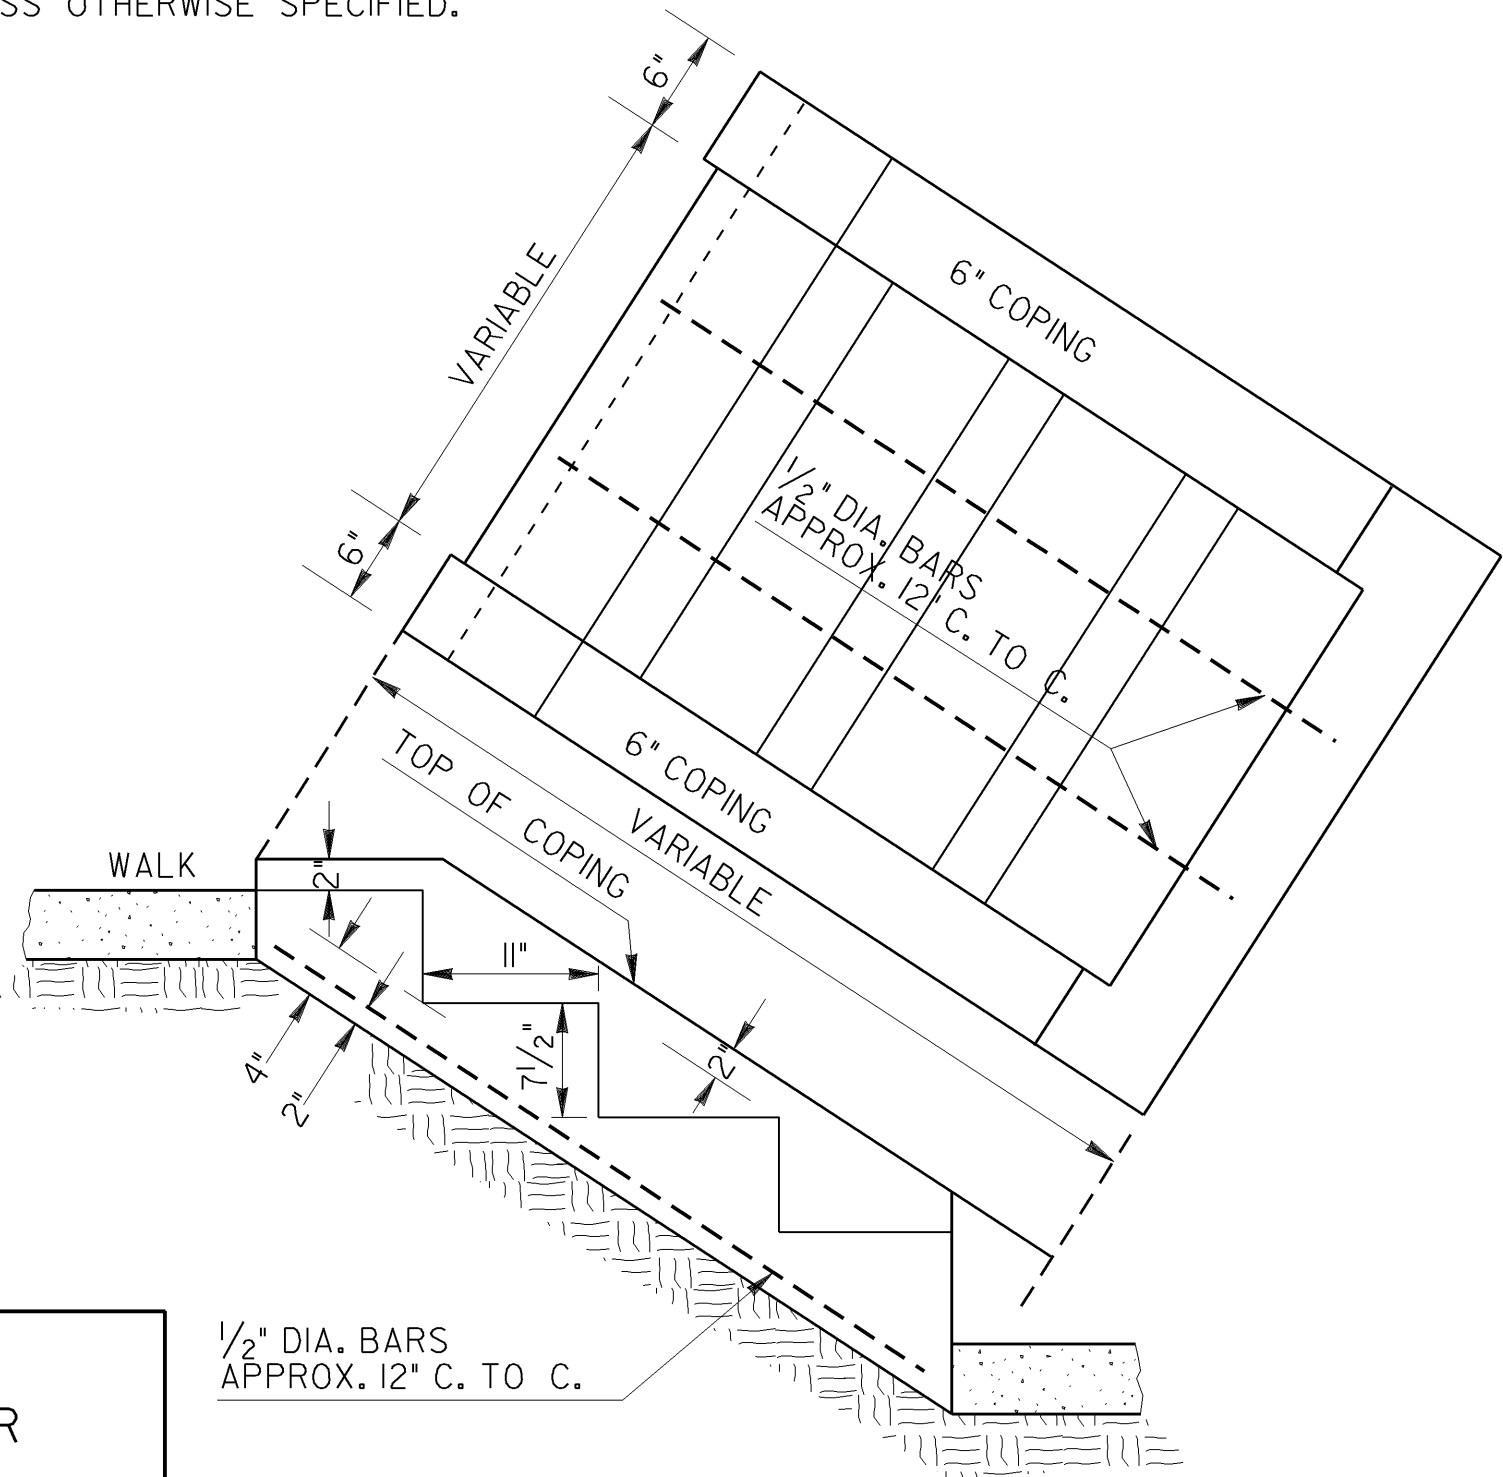 SS OTHERWISE SPECIFIED.
6"
VARIABLE
6"
6" COPING
1/2" DIA. BARS
APPROX. 12" C. TO C.
6" COPING
VARIABLE
TOP OF COPING
WALK
2"
11"
7 1/2"
2"
4"
2"
1/2" DIA. BARS
APPROX. 12" C. TO C.
R